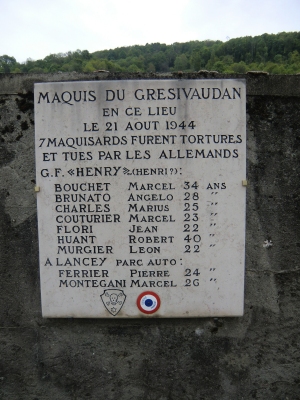 MAQUIS DU GRESIVAUDAN
EN CE LIEU
LE 21 AOUT 1944
7 MAQUISARDS FURENT TORTURES
ET TUES PAR LES ALLEMANDS
G.F. «HENRY» (HENRI?):
BOUCHET MARCEL 34 ANS
BRUNATO ANGELO 28 "
CHARLES MARIUS 25 "
COUTURIER MARCEL 23 "
FLORI JEAN 22 "
HUANT ROBERT 40 "
MURGIER LEON 22 "
A LANCEY PARC AUTO:
FERRIER PIERRE 24 "
MONTEGANI MARCEL 26 "